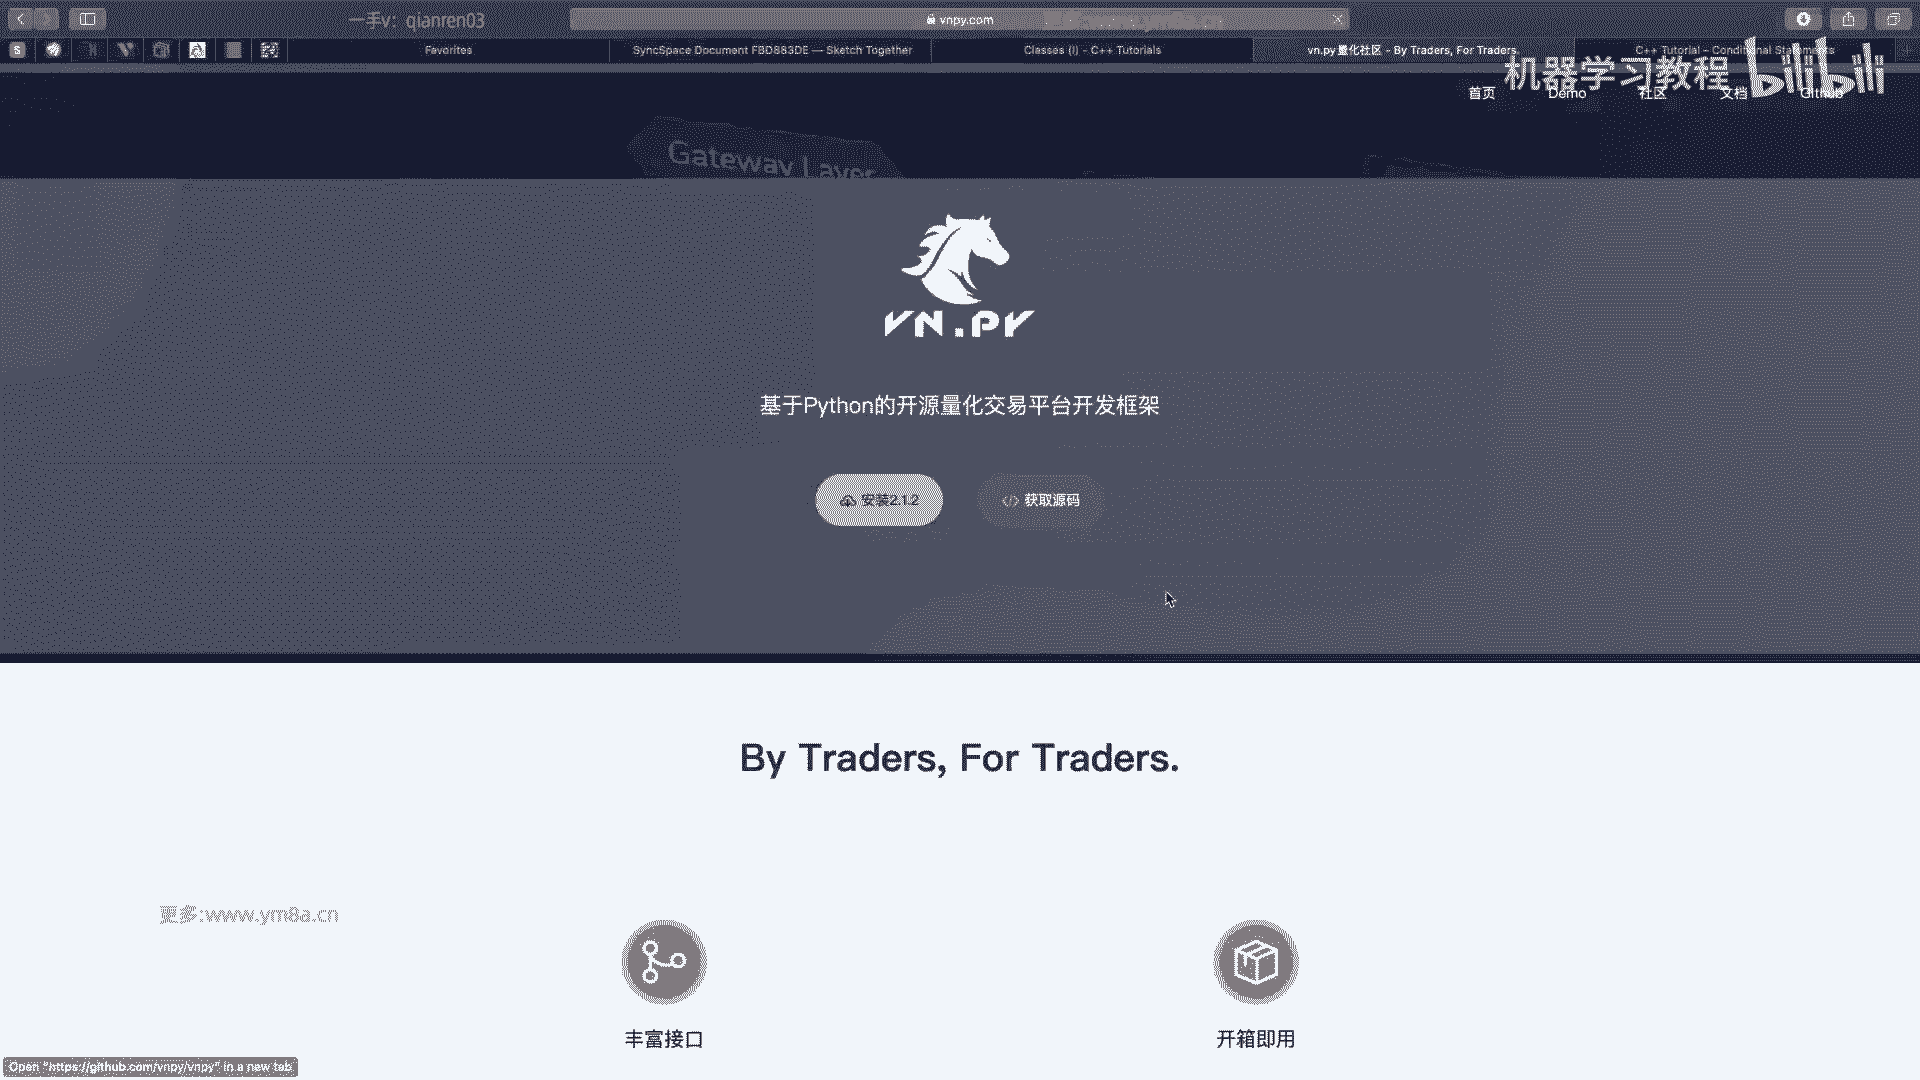 一手v：qianren03
vnpy.com
Favorites
SyncSpace Document FBD883DE — Sketch Together
Classes (I) - C++ Tutorials
vn.py量化社区 - By Traders, For Traders.
C++ Tutorial - Conditional Statements
机器学习教程 bilibili
首页
Demo
社区
文档
Github
Gateway Layer
VN.PY
基于Python的开源量化交易平台开发框架
安装2.1.2
</> 获取源码
By Traders, For Traders.
更多:www.ym8a.cn
丰富接口
开箱即用
Open "https://github.com/vnpy/vnpy" in a new tab